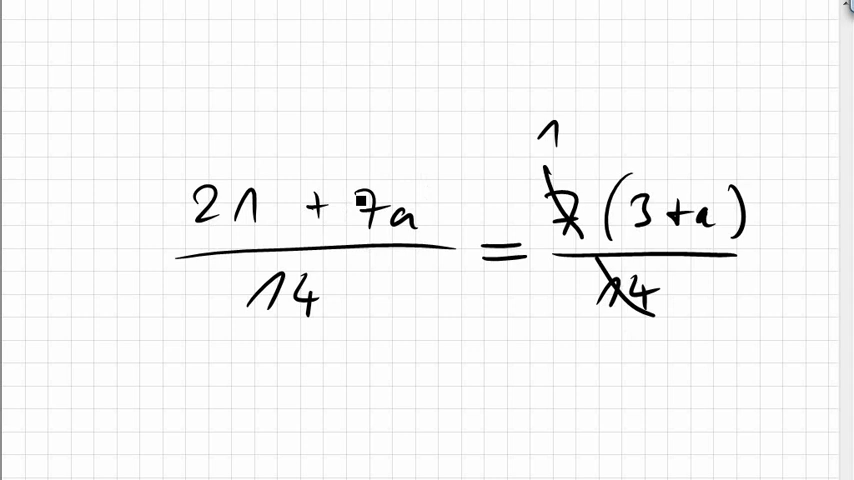 1
21 + 7a = 7(3+a)
14 14